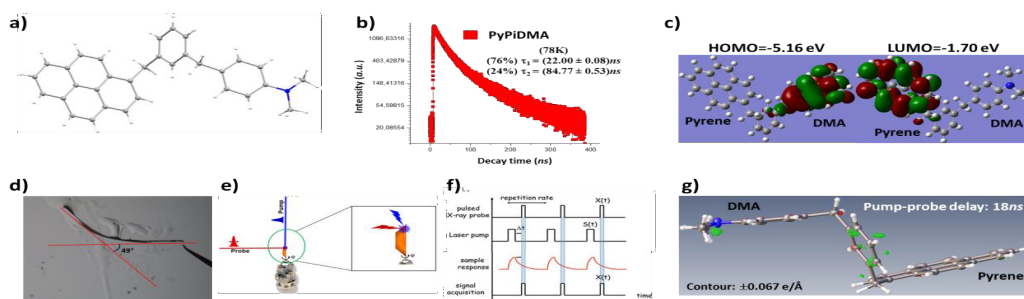 a)
b)
Intensity (a.u.)
1096,63316
403,42879
148,41316
54,59815
20,08554
PyPiDMA
(78K)
(76%) τ₁ = (22.00 ± 0.08)ns
(24%) τ₂ = (84.77 ± 0.53)ns
0
100
200
300
400
Decay time (ns)
c)
HOMO=-5.16 eV
LUMO=-1.70 eV
Pyrene
DMA
Pyrene
DMA
d)
49°
e)
Pump
Probe
φ
φ
f)
repetition rate
pulsed
X-ray probe
X(t)
Laser pump
Δt
S(t)
sample
response
X(t)
signal
acquisition
time
g)
DMA
Pump-probe delay: 18ns
Contour: ±0.067 e/Å
Pyrene